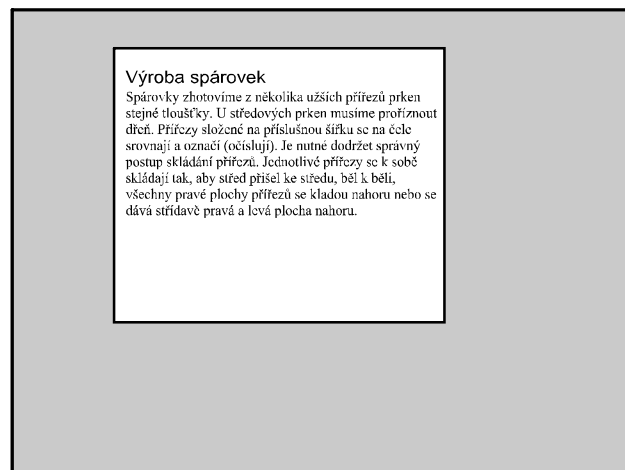 Výroba spárovek
Spárovky zhotovíme z několika užších přířezů prken
stejné tloušťky. U středových prken musíme proříznout
dřeň. Přířezy složené na příslušnou šířku se na čele
srovnají a označí (očíslují). Je nutné dodržet správný
postup skládání přířezů. Jednotlivé přířezy se k sobě
skládají tak, aby střed přišel ke středu, běl k běli,
všechny pravé plochy přířezů se kladou nahoru nebo se
dává střídavě pravá a levá plocha nahoru.